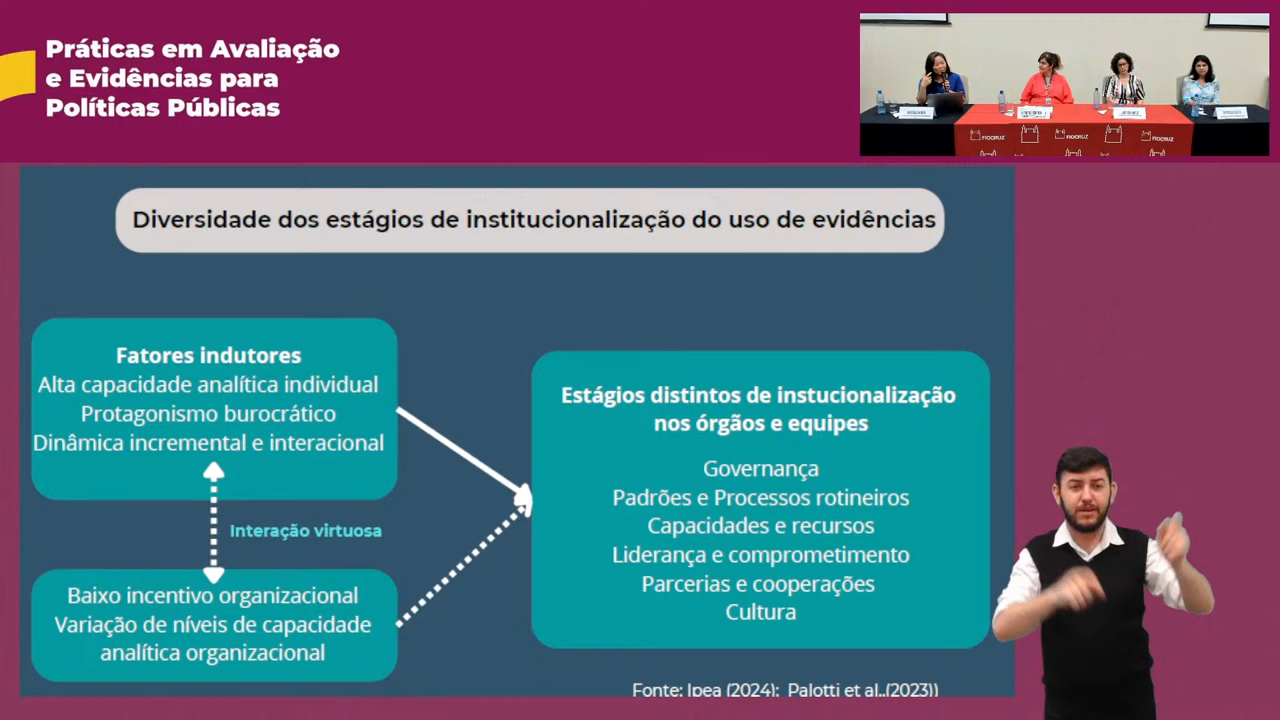 Práticas em Avaliação
e Evidências para
Políticas Públicas
FIOCRUZ
FIOCRUZ
FIOCRUZ
Diversidade dos estágios de institucionalização do uso de evidências
Fatores indutores
Alta capacidade analítica individual
Protagonismo burocrático
Dinâmica incremental e interacional
Interação virtuosa
Baixo incentivo organizacional
Variação de níveis de capacidade
analítica organizacional
Estágios distintos de instucionalização
nos órgãos e equipes
Governança
Padrões e Processos rotineiros
Capacidades e recursos
Liderança e comprometimento
Parcerias e cooperações
Cultura
Fonte: Ipea (2024); Palotti et al.,(2023))